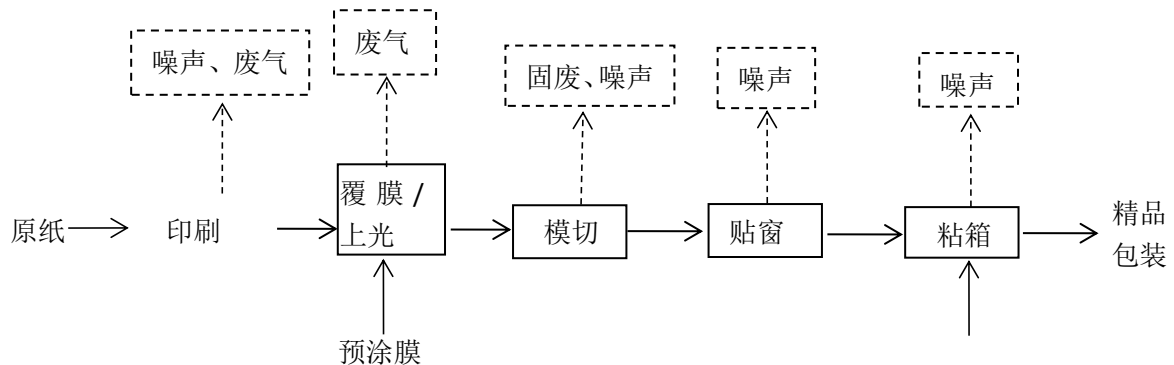 噪声、废气
废气
固废、噪声
噪声
噪声
原纸
印刷
覆 膜 /
上光
模切
贴窗
粘箱
精品
包装
预涂膜